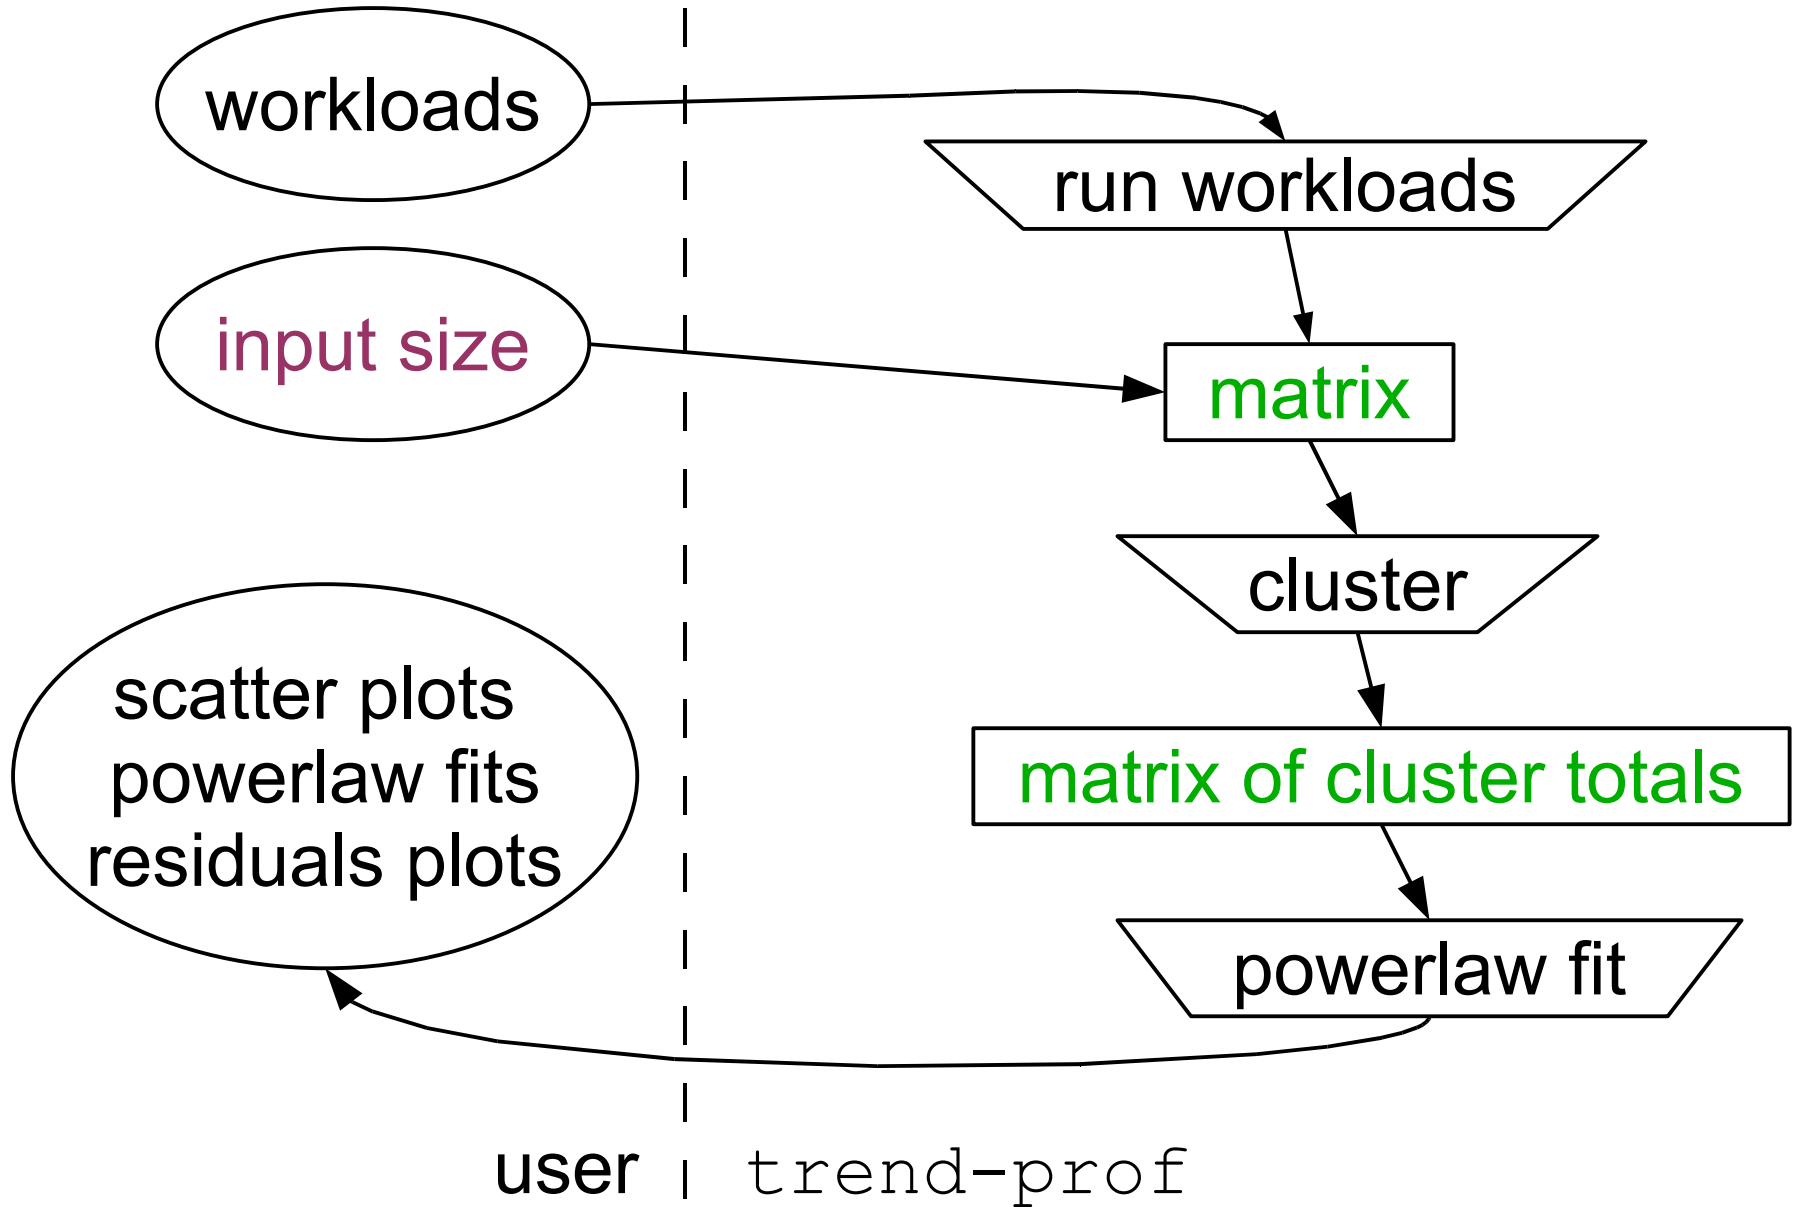 workloads
run workloads
input size
matrix
cluster
scatter plots
powerlaw fits
residuals plots
matrix of cluster totals
powerlaw fit
user
trend-prof